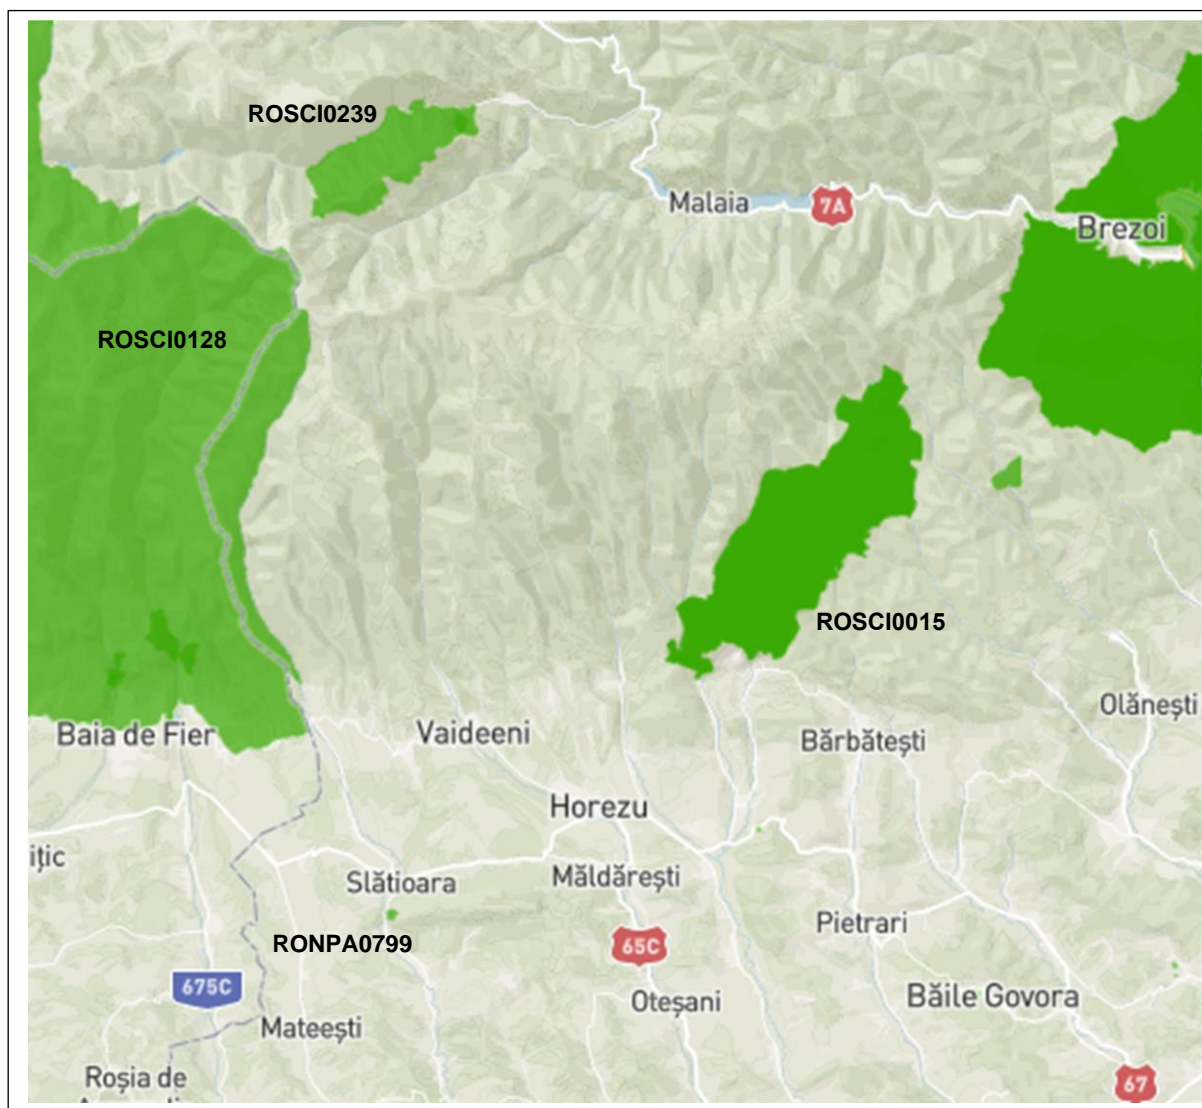 ROSCI0239
Malaia
7A
Brezoi
ROSCI0128
ROSCI0015
Olănești
Baia de Fier
Vaideeni
Bărbătești
Horezu
ițic
Slătioara
Măldărești
Pietrari
RONPA0799
65C
675C
Oteșani
Băile Govora
Mateești
Roșia de
67